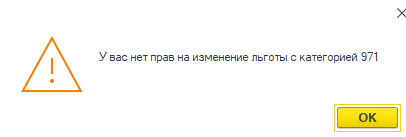 У вас нет прав на изменение льготы с категорией 971
OK